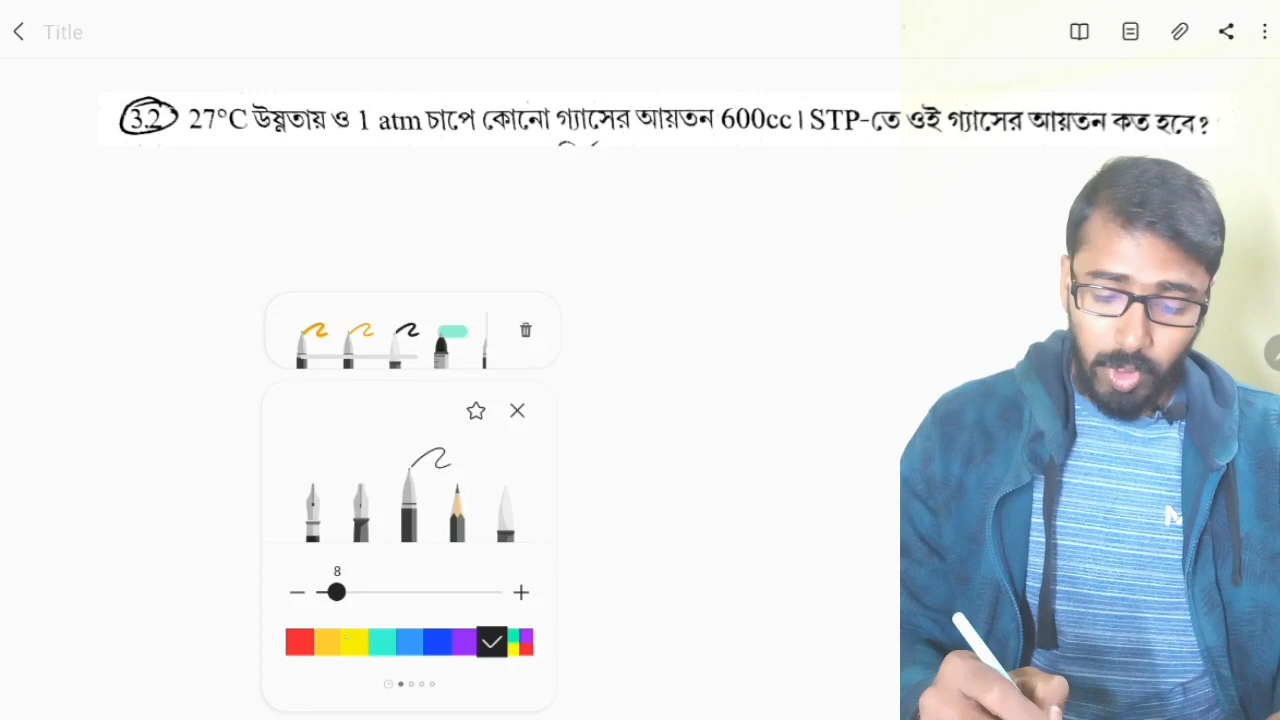 Title
3.2 27°C উষ্ণতায় ও 1 atm চাপে কোনো গ্যাসের আয়তন 600cc। STP-তে ওই গ্যাসের আয়তন কত হবে?
8